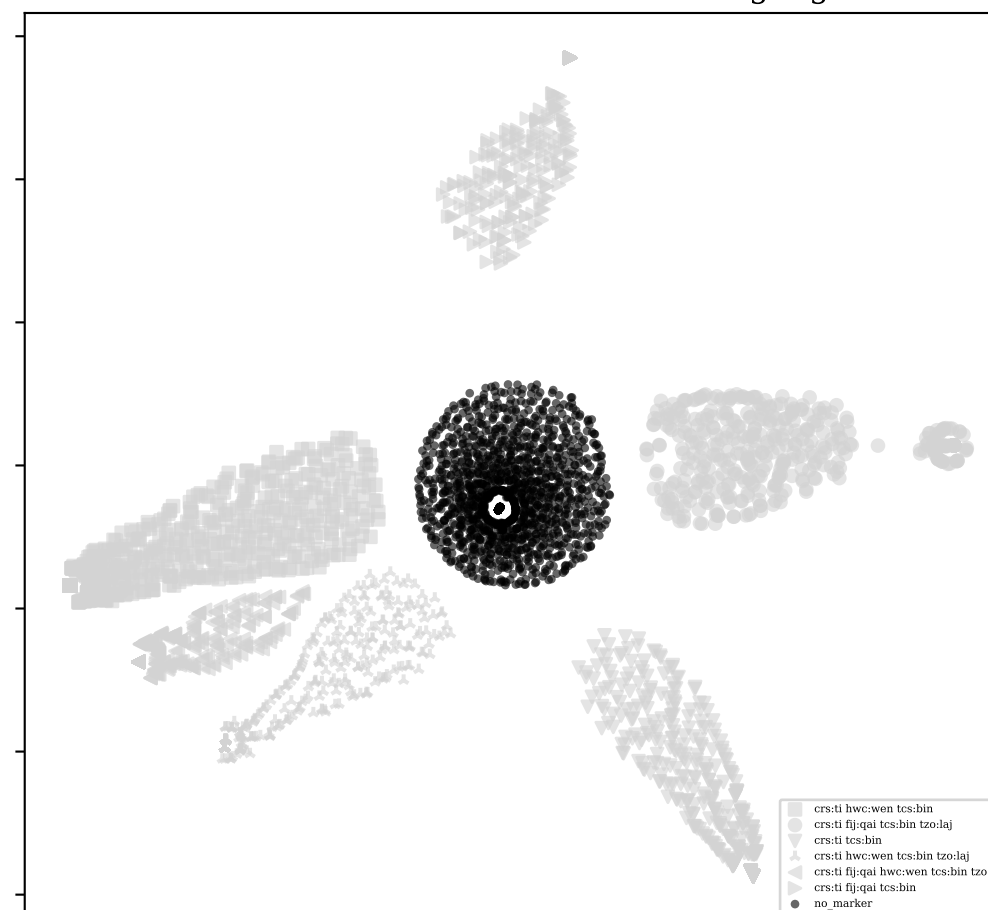 crs:ti hwc:wen tcs:bin
crs:ti fij:qai tcs:bin tzo:laj
crs:ti tcs:bin
crs:ti hwc:wen tcs:bin tzo:laj
crs:ti fij:qai hwc:wen tcs:bin tzo
crs:ti fij:qai tcs:bin
no_marker